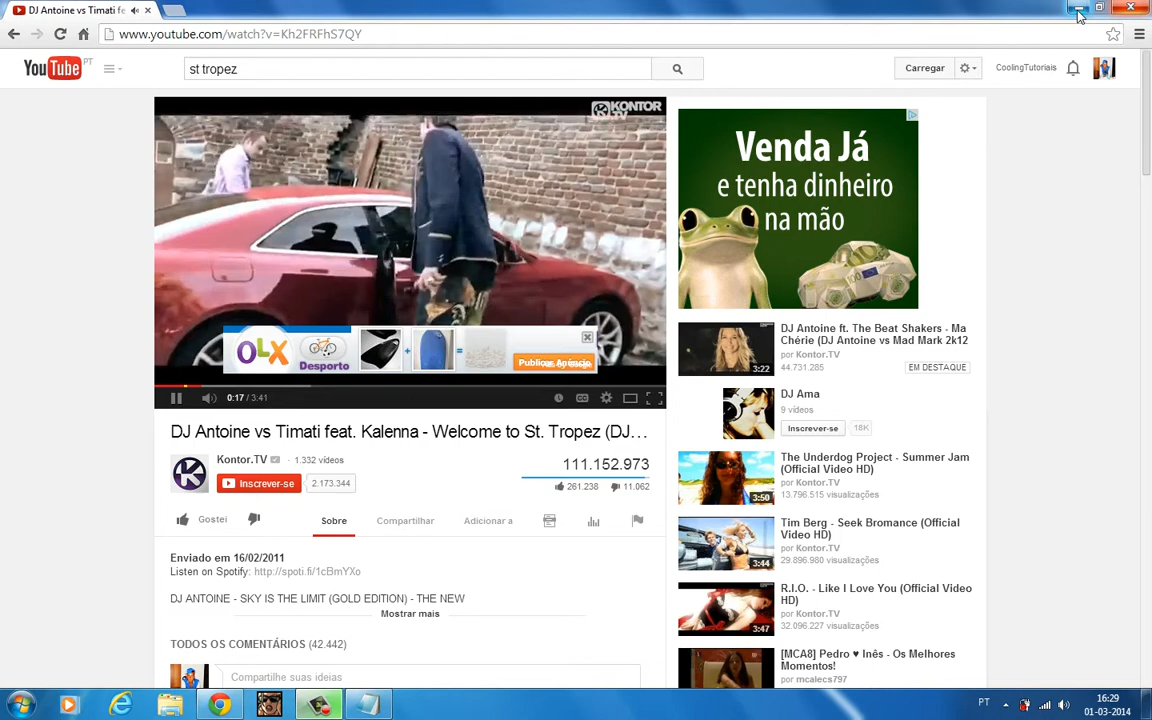 DJ Antoine vs Timati fe
www.youtube.com/watch?v=Kh2FRFhS7QY
YouTube PT
st tropez
Carregar
CoolingTutoriais
KONTOR
TV
Venda Já
e tenha dinheiro
na mão
OLX
Desporto
+
=
Publicar Anúncio
0:17 / 3:41
DJ Antoine vs Timati feat. Kalenna - Welcome to St. Tropez (DJ...
Kontor.TV · 1.332 vídeos
Inscrever-se 2.173.344
111.152.973
261.238 11.062
Gostei
Sobre
Compartilhar
Adicionar a
Enviado em 16/02/2011
Listen on Spotify: http://spoti.fi/1cBmYXo
DJ ANTOINE - SKY IS THE LIMIT (GOLD EDITION) - THE NEW
Mostrar mais
TODOS OS COMENTÁRIOS (42.442)
Compartilhe suas ideias
DJ Antoine ft. The Beat Shakers - Ma
Chérie (DJ Antoine vs Mad Mark 2k12
por Kontor.TV
44.731.285 EM DESTAQUE
3:22
DJ Ama
9 vídeos
Inscrever-se 18K
The Underdog Project - Summer Jam
(Official Video HD)
13.796.515 visualizações
3:50
Tim Berg - Seek Bromance (Official
Video HD)
por Kontor.TV
29.896.980 visualizações
3:44
R.I.O. - Like I Love You (Official Video
HD)
por Kontor.TV
32.096.227 visualizações
3:47
[MCA8] Pedro ♥ Inês - Os Melhores
Momentos!
por mcalecs797
PT
16:29
01-03-2014